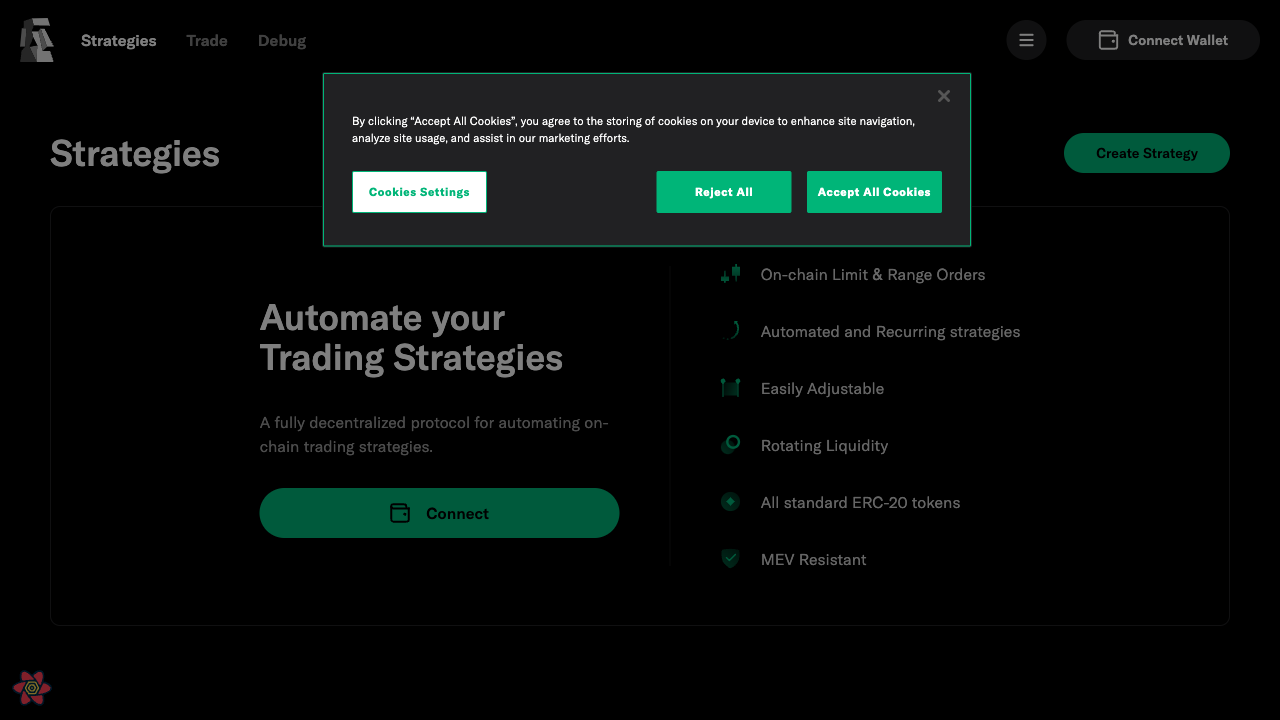 Strategies
Trade
Debug
Connect Wallet
By clicking “Accept All Cookies”, you agree to the storing of cookies on your device to enhance site navigation,
analyze site usage, and assist in our marketing efforts.
Cookies Settings
Reject All
Accept All Cookies
Strategies
Create Strategy
Automate your
Trading Strategies
A fully decentralized protocol for automating on-
chain trading strategies.
Connect
On-chain Limit & Range Orders
Automated and Recurring strategies
Easily Adjustable
Rotating Liquidity
All standard ERC-20 tokens
MEV Resistant